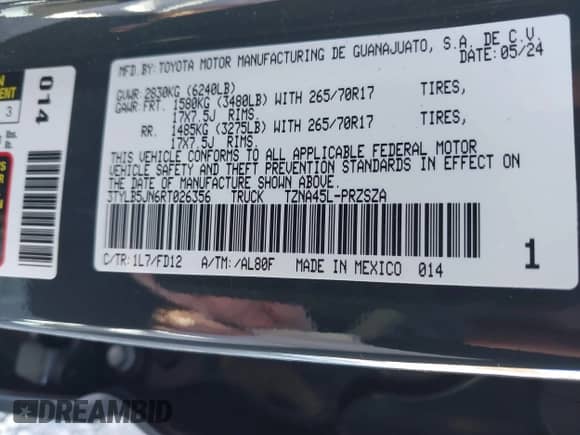 MFD.BY:TOYOTA MOTOR MANUFACTURING DE GUANAJUATO, S.A. DE C.V.
DATE:05/24
GVWR:2830KG (6240LB)
GAWR:FRT. 1580KG (3480LB) WITH 265/70R17 TIRES,
17X7.5J RIMS.
RR. 1485KG (3275LB) WITH 265/70R17 TIRES,
17X7.5J RIMS.
THIS VEHICLE CONFORMS TO ALL APPLICABLE FEDERAL MOTOR
VEHICLE SAFETY AND THEFT PREVENTION STANDARDS IN EFFECT ON
THE DATE OF MANUFACTURE SHOWN ABOVE.
3TYLB5JN6RT026356 TRUCK TZNA45L-PRZSZA
C/TR:1L7/FD12 A/TM:/AL80F MADE IN MEXICO 014
1
014
3
lbs.
lb.
DREAMBID